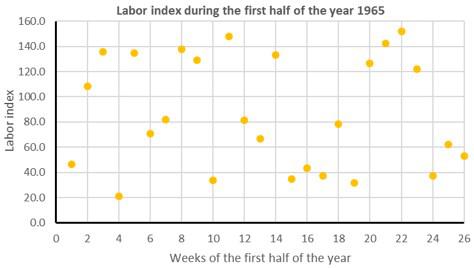 Labor index during the first half of the year 1965
160.0
140.0
120.0
100.0
80.0
60.0
40.0
20.0
0.0
Labor index
0 2 4 6 8 10 12 14 16 18 20 22 24 26
Weeks of the first half of the year